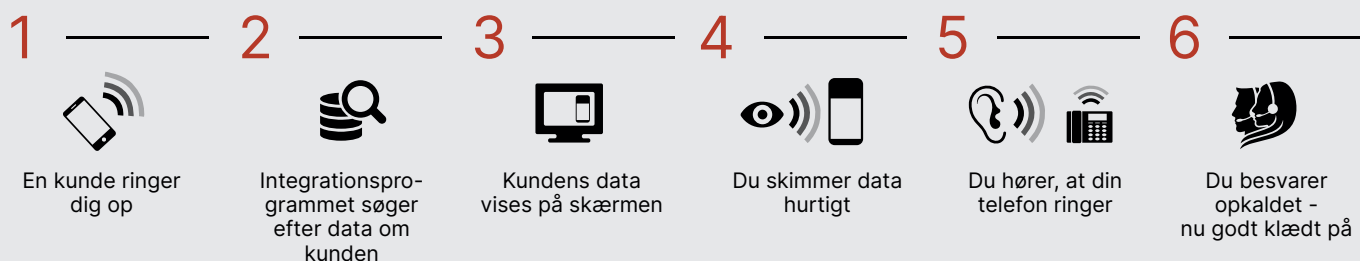 1
2
3
4
5
6
En kunde ringer
dig op
Integrationspro-
grammet søger
efter data om
kunden
Kundens data
vises på skærmen
Du skimmer data
hurtigt
Du hører, at din
telefon ringer
Du besvarer
opkaldet -
nu godt klædt på